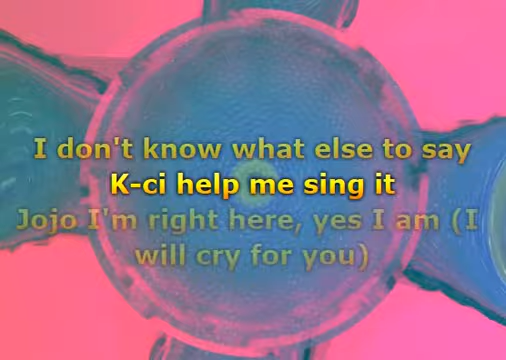 I don't know what else to say
K-ci help me sing it
Jojo I'm right here, yes I am (I
will cry for you)